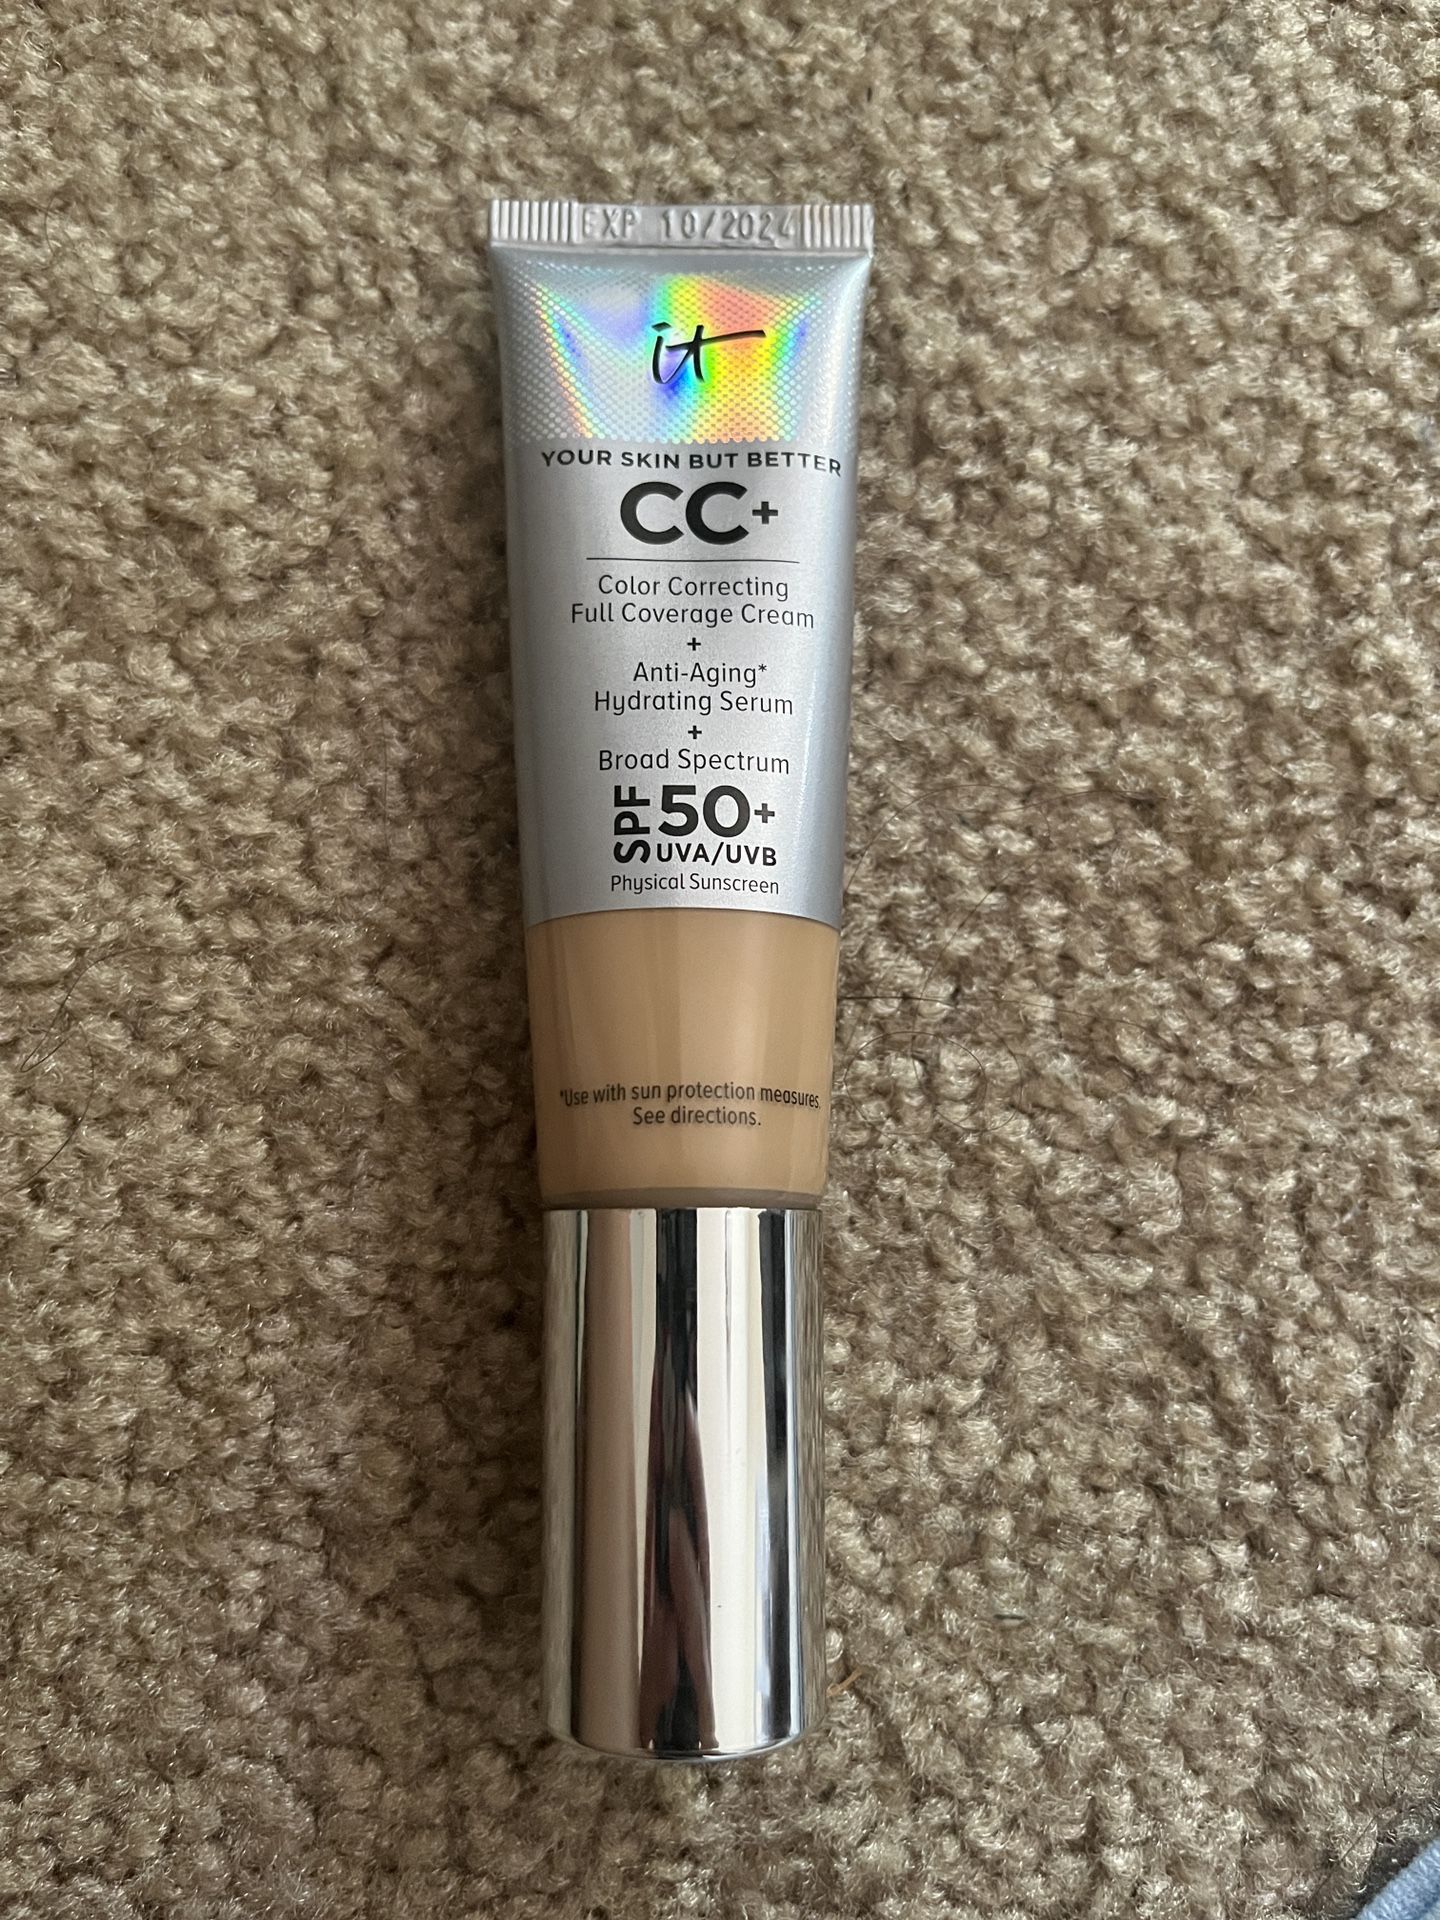 EXP 10/2024
it
YOUR SKIN BUT BETTER
CC+
Color Correcting
Full Coverage Cream
+
Anti-Aging*
Hydrating Serum
+
Broad Spectrum
SPF 50+
UVA/UVB
Physical Sunscreen
*Use with sun protection measures.
See directions.